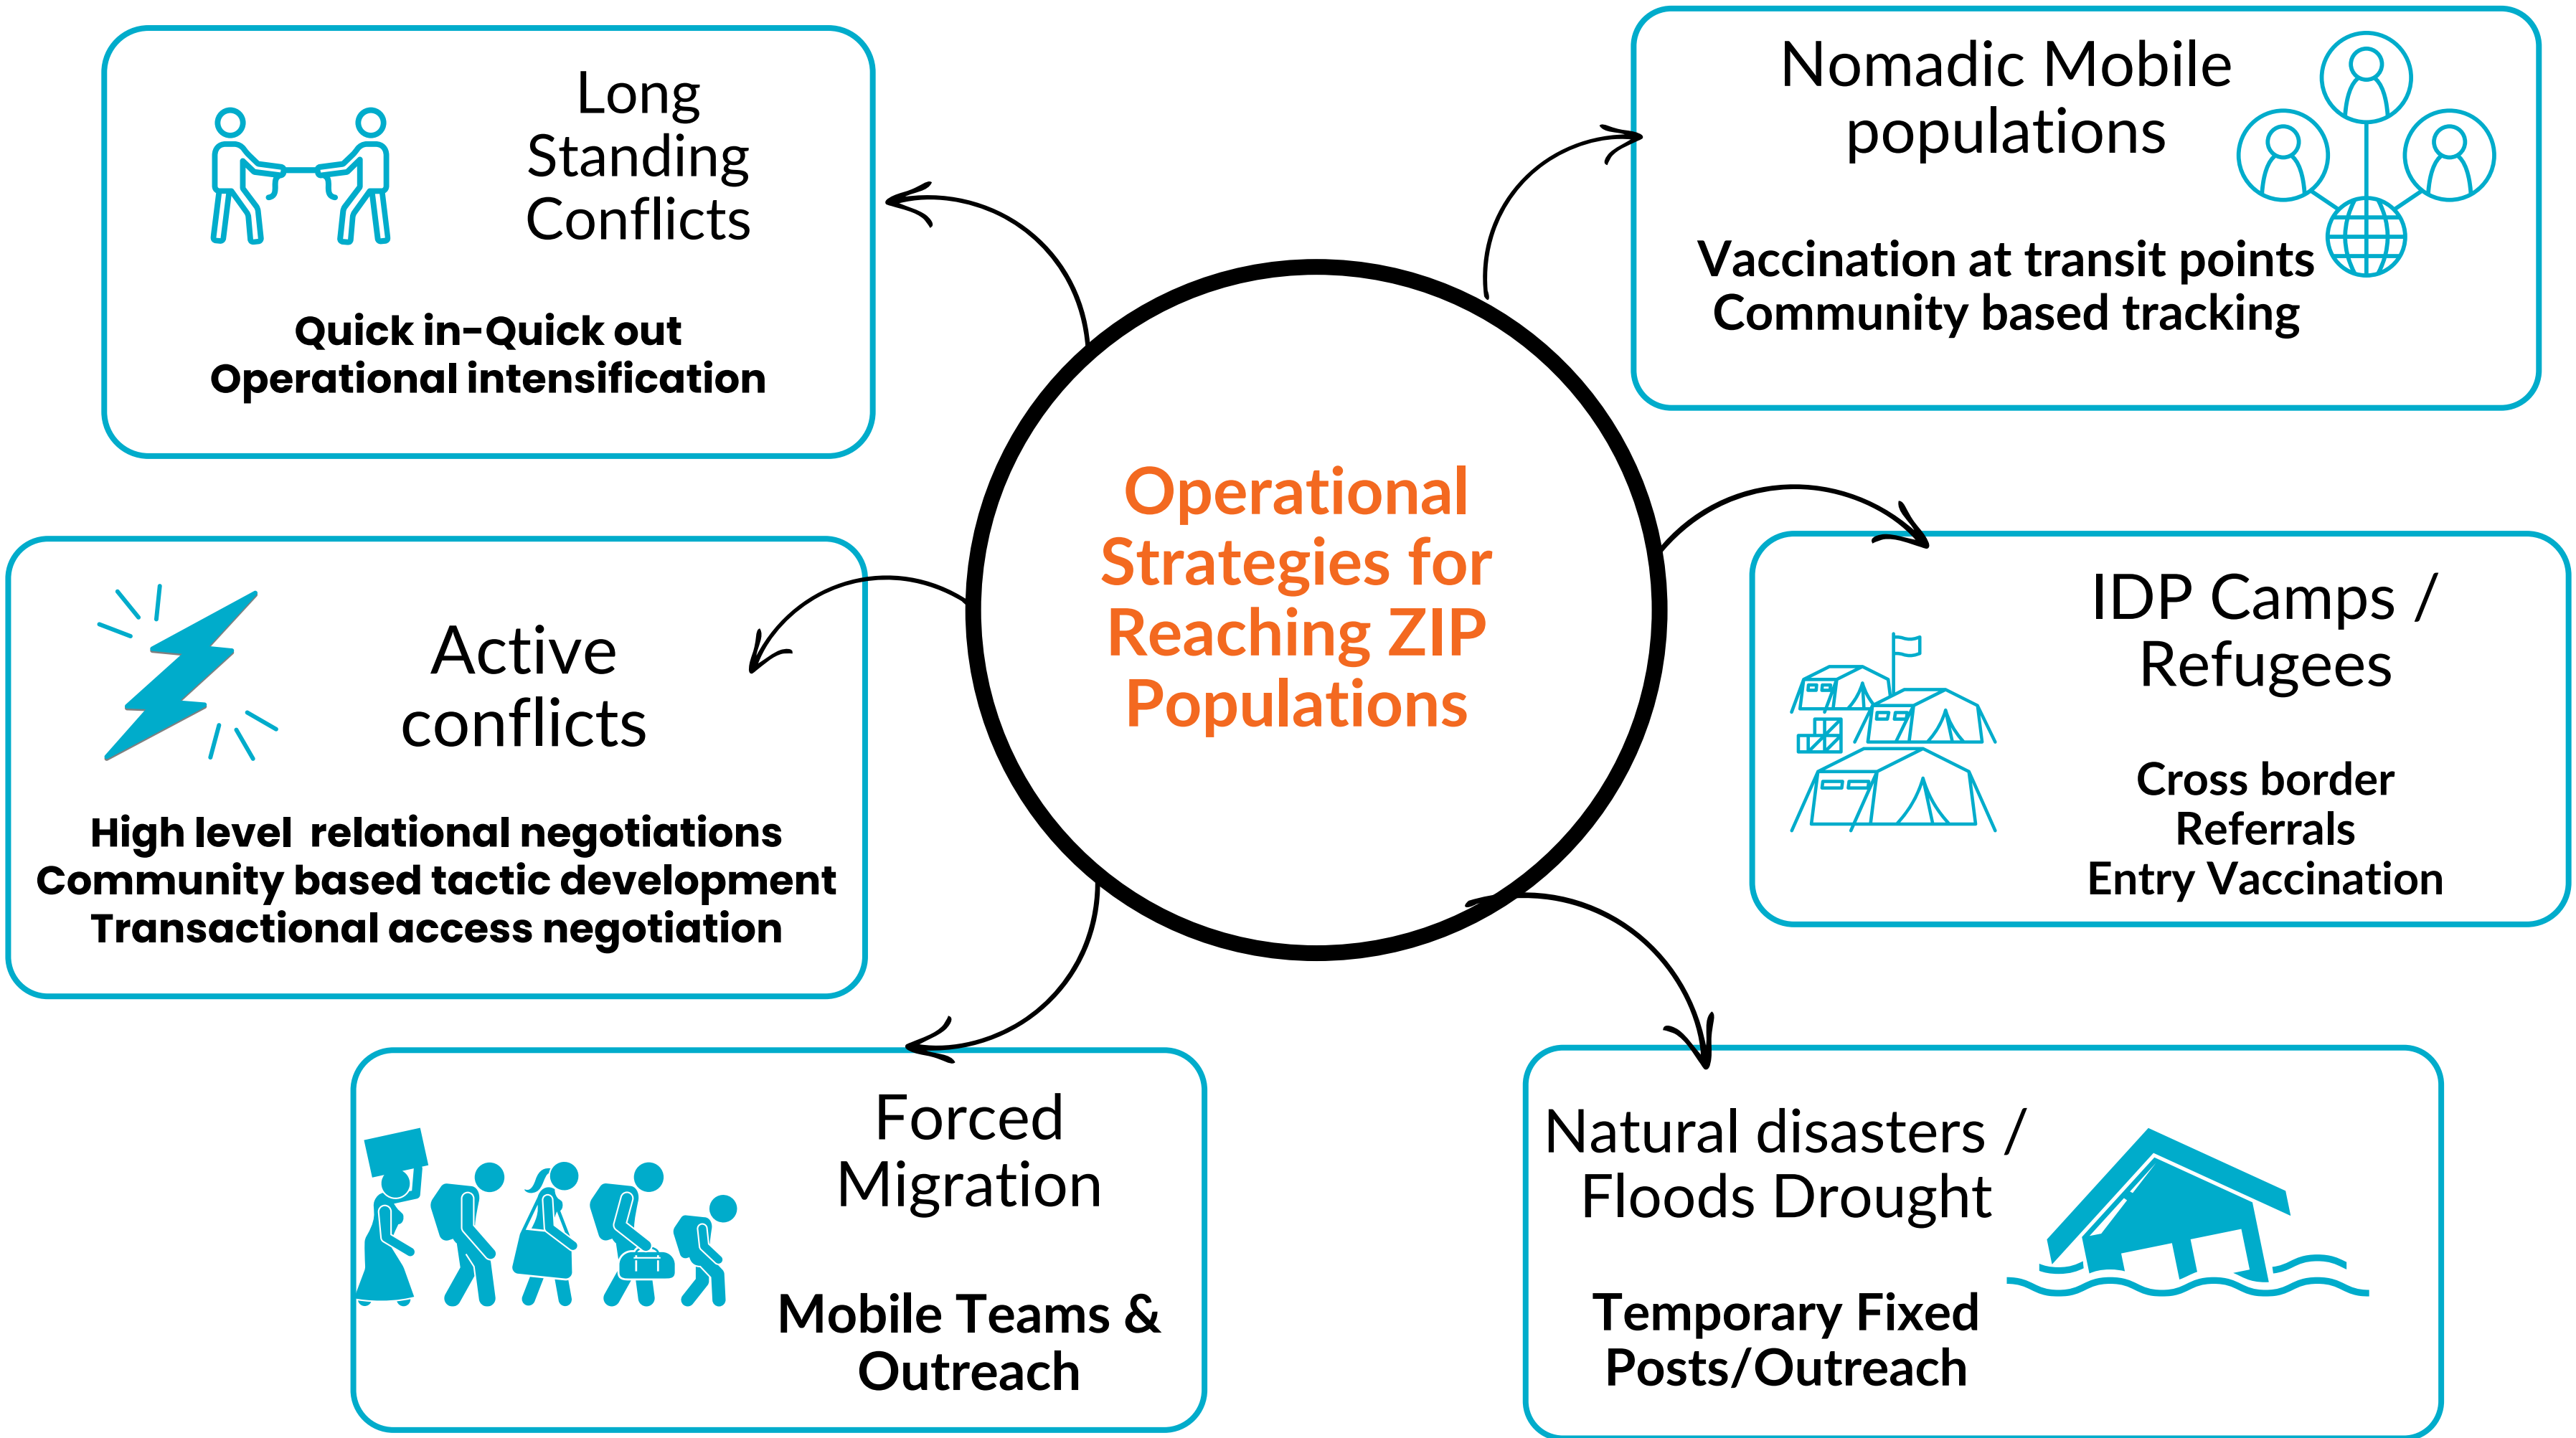 Long
Standing
Conflicts
Quick in-Quick out
Operational intensification
Nomadic Mobile
populations
Vaccination at transit points
Community based tracking
Operational
Strategies for
Reaching ZIP
Populations
Active
conflicts
High level relational negotiations
Community based tactic development
Transactional access negotiation
IDP Camps /
Refugees
Cross border
Referrals
Entry Vaccination
Forced
Migration
Mobile Teams &
Outreach
Natural disasters /
Floods Drought
Temporary Fixed
Posts/Outreach